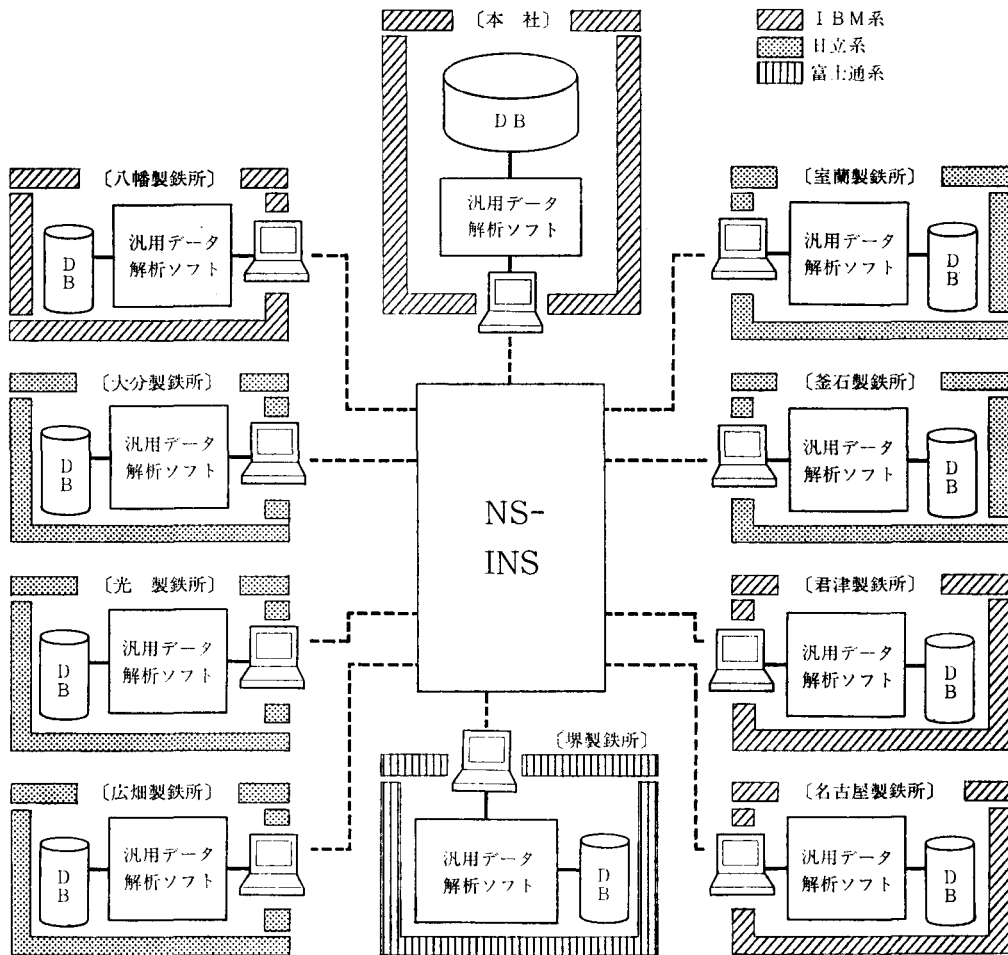 〔本 社〕
DB
汎用データ
解析ソフト
IBM系
日立系
富士通系
〔八幡製鉄所〕
DB
汎用データ
解析ソフト
〔室蘭製鉄所〕
汎用データ
解析ソフト
DB
〔大分製鉄所〕
DB
汎用データ
解析ソフト
〔釜石製鉄所〕
汎用データ
解析ソフト
DB
NS-
INS
〔光 製鉄所〕
DB
汎用データ
解析ソフト
〔君津製鉄所〕
汎用データ
解析ソフト
DB
〔広畑製鉄所〕
DB
汎用データ
解析ソフト
〔堺製鉄所〕
汎用データ
解析ソフト
DB
〔名古屋製鉄所〕
汎用データ
解析ソフト
DB